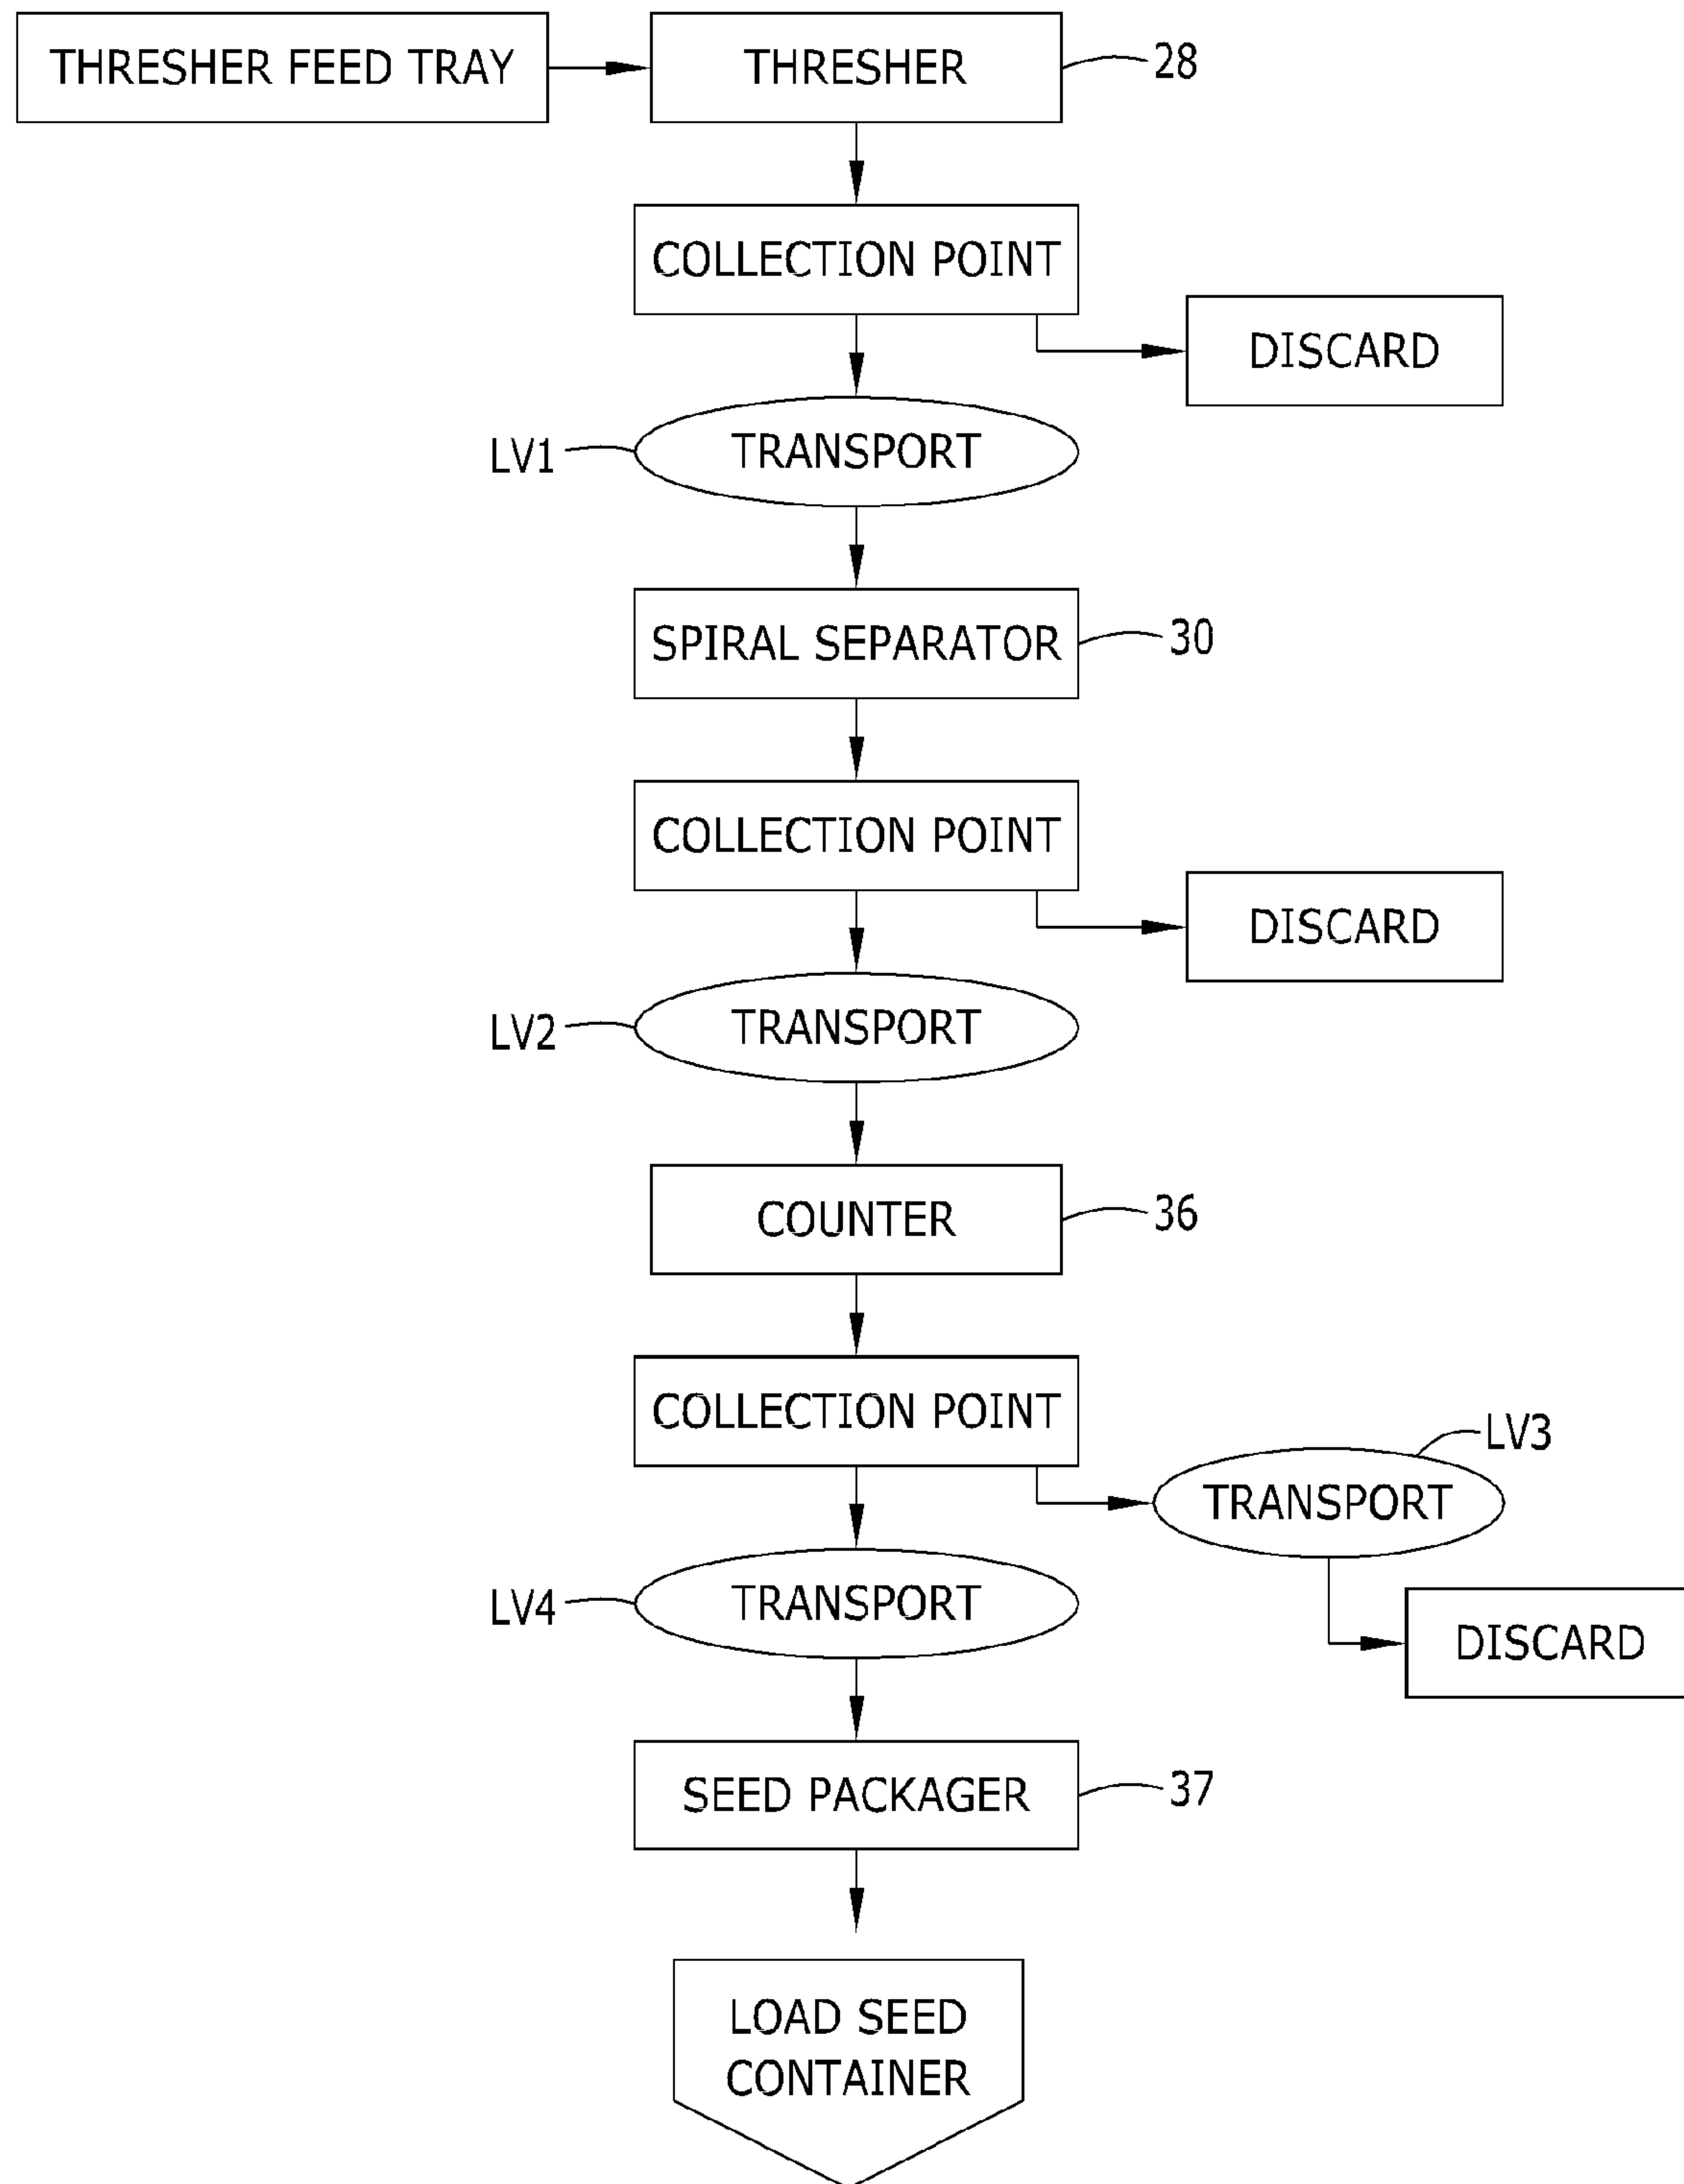 THRESHER FEED TRAY
THRESHER
28
COLLECTION POINT
DISCARD
LV1
TRANSPORT
SPIRAL SEPARATOR
30
COLLECTION POINT
DISCARD
LV2
TRANSPORT
COUNTER
36
COLLECTION POINT
LV3
TRANSPORT
LV4
TRANSPORT
DISCARD
SEED PACKAGER
37
LOAD SEED
CONTAINER